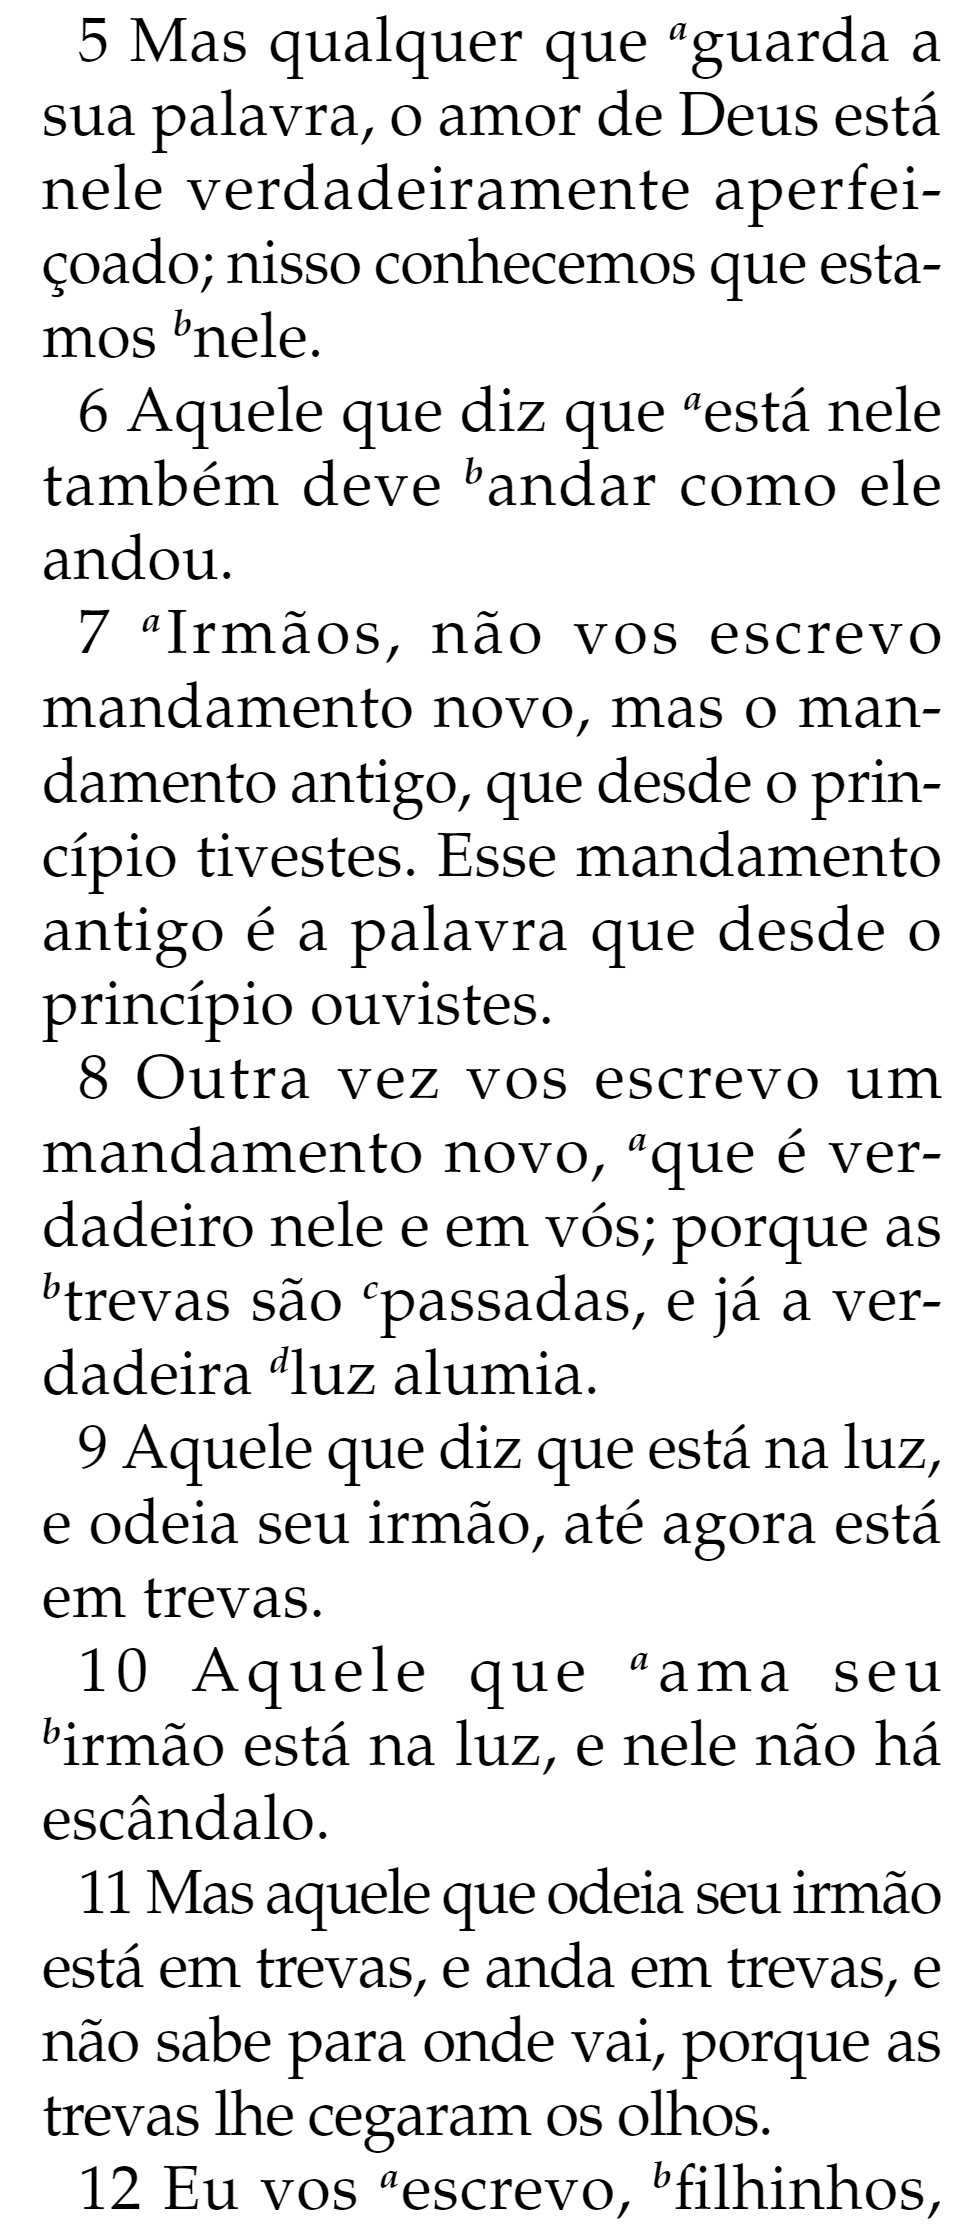 5 Mas qualquer que ᵃguarda a
sua palavra, o amor de Deus está
nele verdadeiramente aperfei-
çoado; nisso conhecemos que esta-
mos ᵇnele.
6 Aquele que diz que ᵃestá nele
também deve ᵇandar como ele
andou.
7 ᵃIrmãos, não vos escrevo
mandamento novo, mas o man-
damento antigo, que desde o prin-
cípio tivestes. Esse mandamento
antigo é a palavra que desde o
princípio ouvistes.
8 Outra vez vos escrevo um
mandamento novo, ᵃque é ver-
dadeiro nele e em vós; porque as
ᵇtrevas são ᶜpassadas, e já a ver-
dadeira ᵈluz alumia.
9 Aquele que diz que está na luz,
e odeia seu irmão, até agora está
em trevas.
10 Aquele que ᵃama seu
ᵇirmão está na luz, e nele não há
escândalo.
11 Mas aquele que odeia seu irmão
está em trevas, e anda em trevas, e
não sabe para onde vai, porque as
trevas lhe cegaram os olhos.
12 Eu vos ᵃescrevo, ᵇfilhinhos,